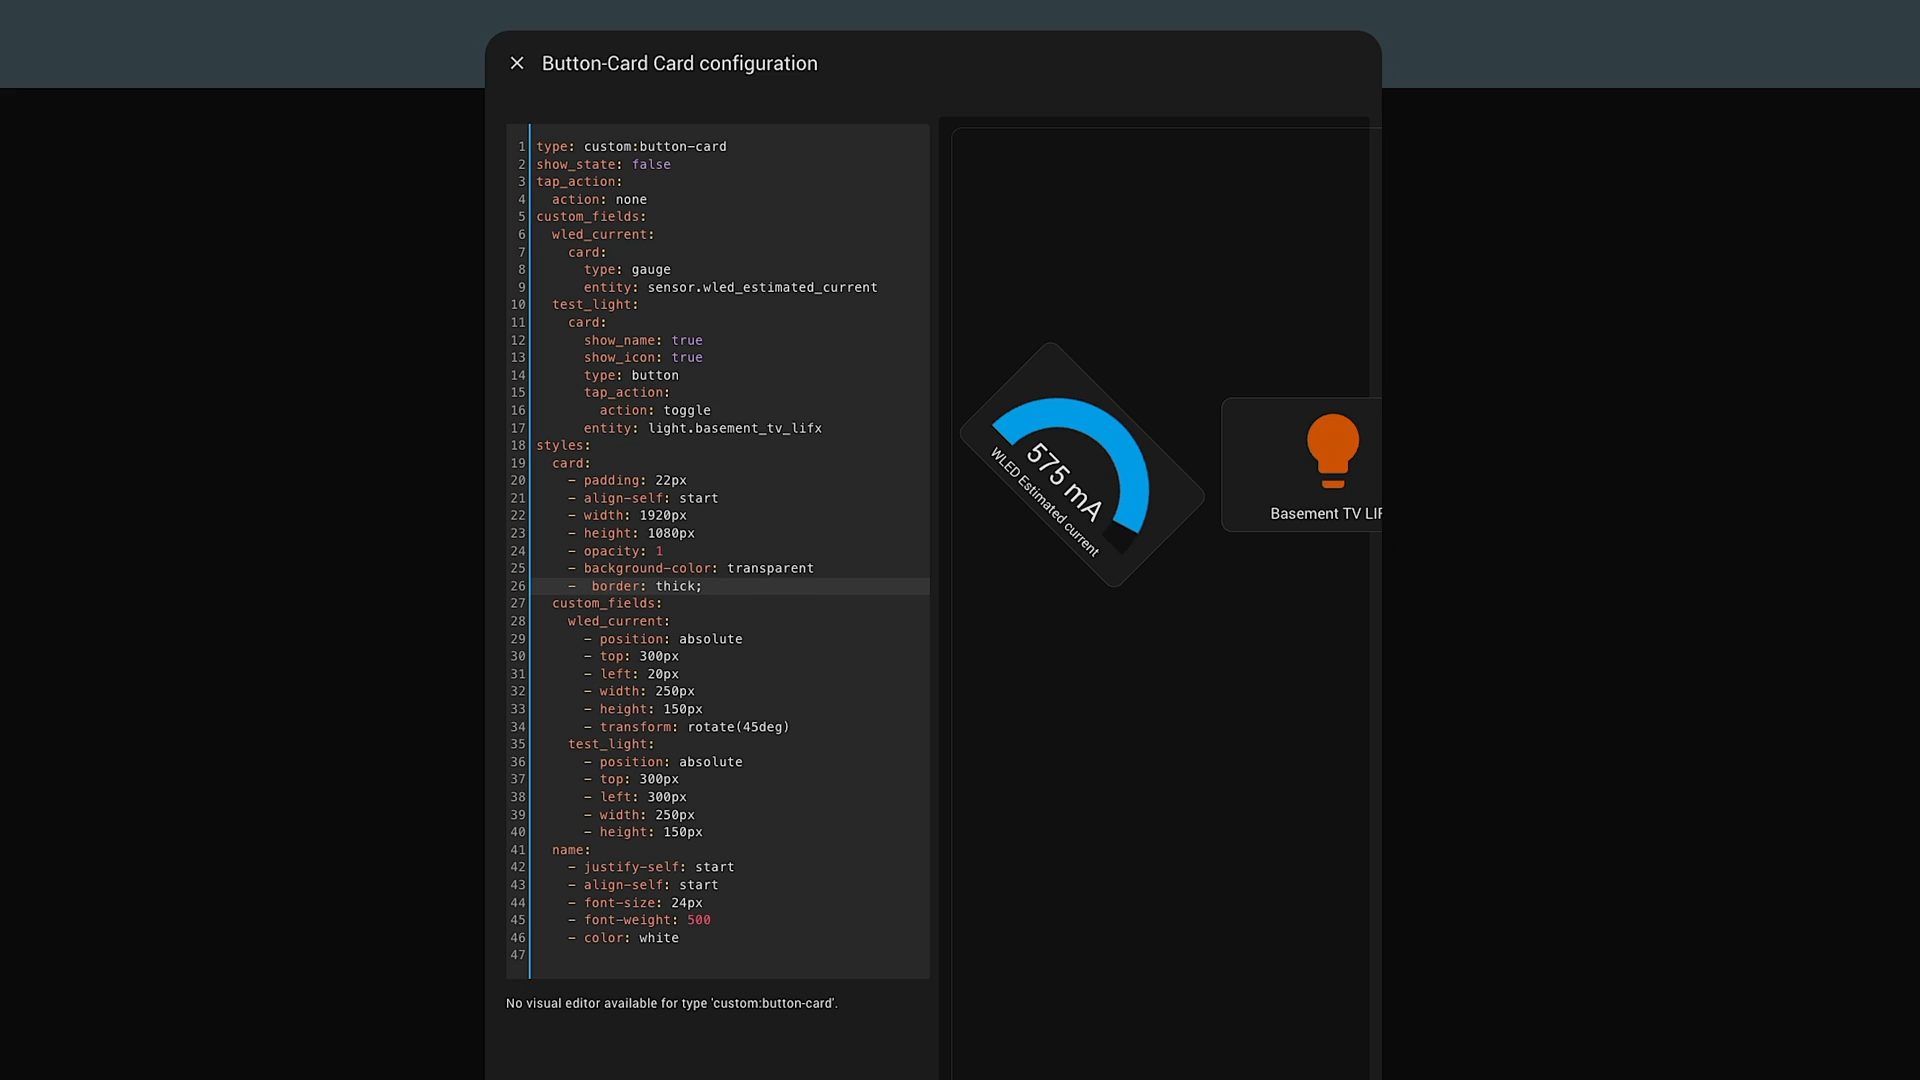 Button-Card Card configuration
1 type: custom:button-card
2 show_state: false
3 tap_action:
4   action: none
5 custom_fields:
6   wled_current:
7     card:
8       type: gauge
9       entity: sensor.wled_estimated_current
10   test_light:
11     card:
12       show_name: true
13       show_icon: true
14       type: button
15       tap_action:
16         action: toggle
17       entity: light.basement_tv_lifx
18 styles:
19   card:
20     - padding: 22px
21     - align-self: start
22     - width: 1920px
23     - height: 1080px
24     - opacity: 1
25     - background-color: transparent
26     -  border: thick;
27   custom_fields:
28     wled_current:
29       - position: absolute
30       - top: 300px
31       - left: 20px
32       - width: 250px
33       - height: 150px
34       - transform: rotate(45deg)
35     test_light:
36       - position: absolute
37       - top: 300px
38       - left: 300px
39       - width: 250px
40       - height: 150px
41   name:
42     - justify-self: start
43     - align-self: start
44     - font-size: 24px
45     - font-weight: 500
46     - color: white
47
No visual editor available for type 'custom:button-card'.
575 mA
WLED Estimated current
Basement TV LIF